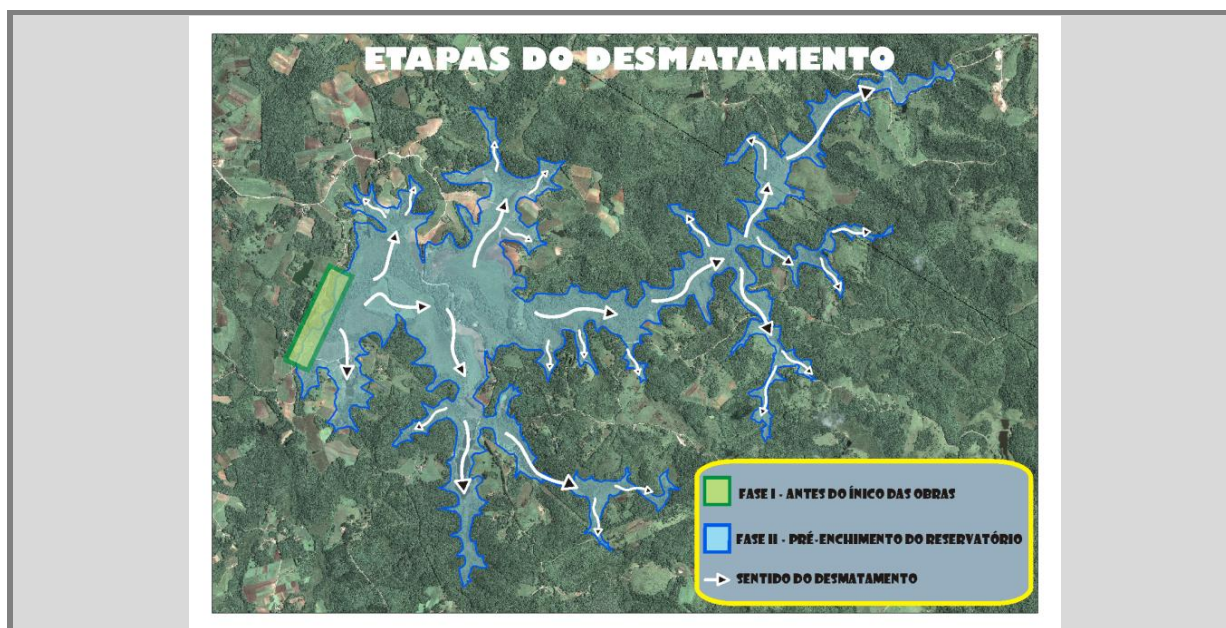 ETAPAS DO DESMATAMENTO
FASE I - ANTES DO ÍNICO DAS OBRAS
FASE II - PRÉ-ENCHIMENTO DO RESERVATÓRIO
SENTIDO DO DESMATAMENTO